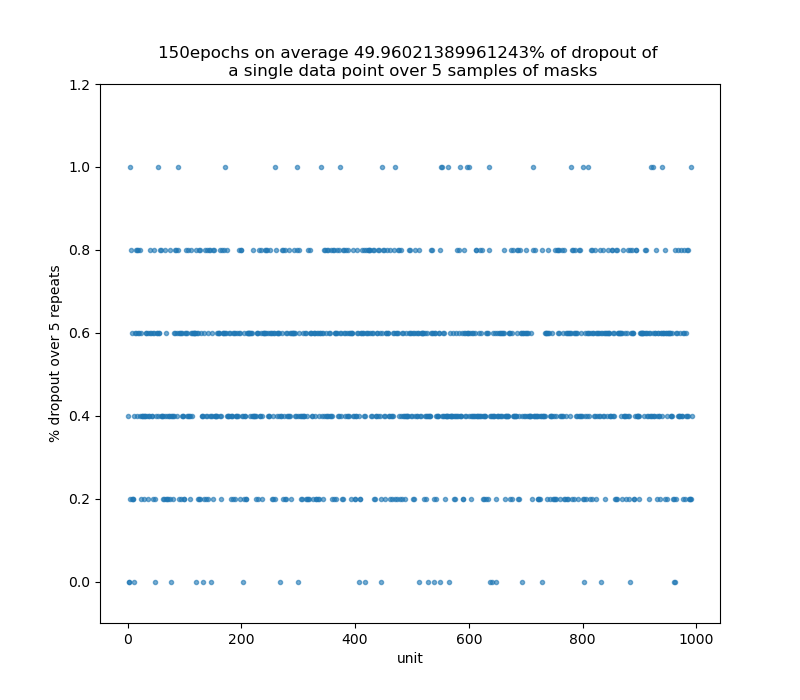 150epochs on average 49.96021389961243% of dropout of
a single data point over 5 samples of masks
1.2
1.0
0.8
0.6
0.4
0.2
0.0
% dropout over 5 repeats
0 200 400 600 800 1000
unit